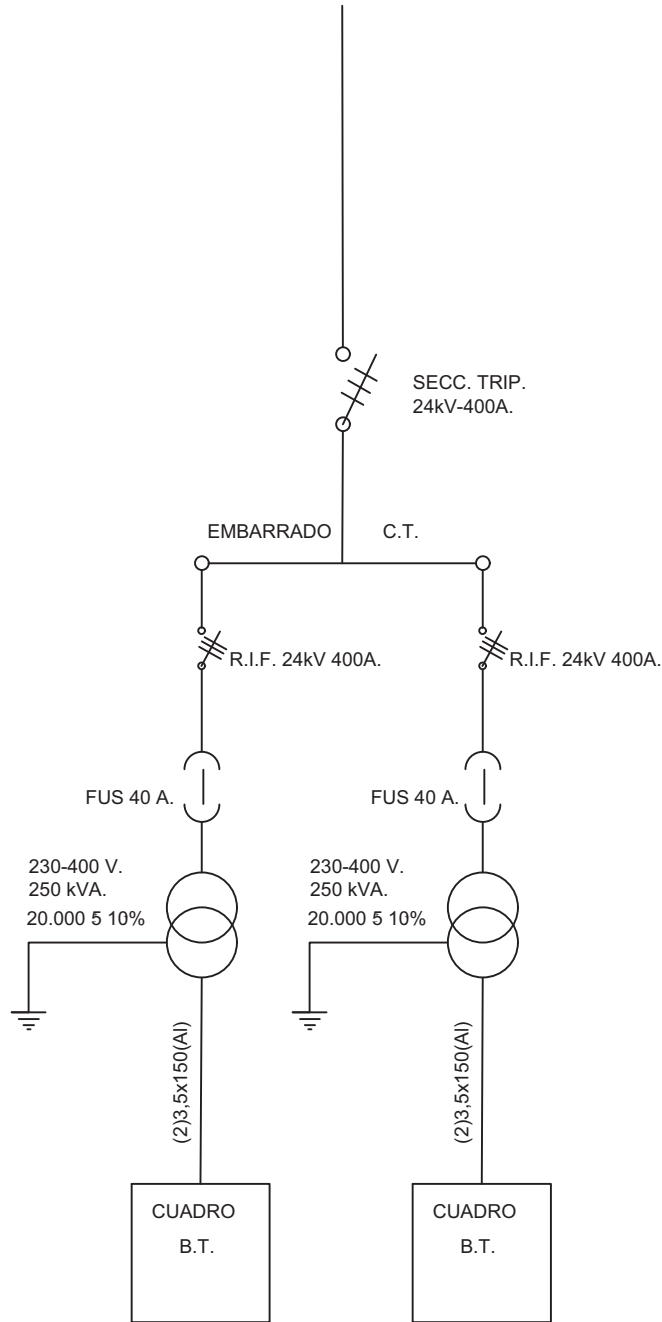 SECC. TRIP.
24kV-400A.
EMBARRADO C.T.
R.I.F. 24kV 400A.
R.I.F. 24kV 400A.
FUS 40 A.
FUS 40 A.
230-400 V.
250 kVA.
20.000 5 10%
230-400 V.
250 kVA.
20.000 5 10%
(2)3,5x150(Al)
(2)3,5x150(Al)
CUADRO
B.T.
CUADRO
B.T.